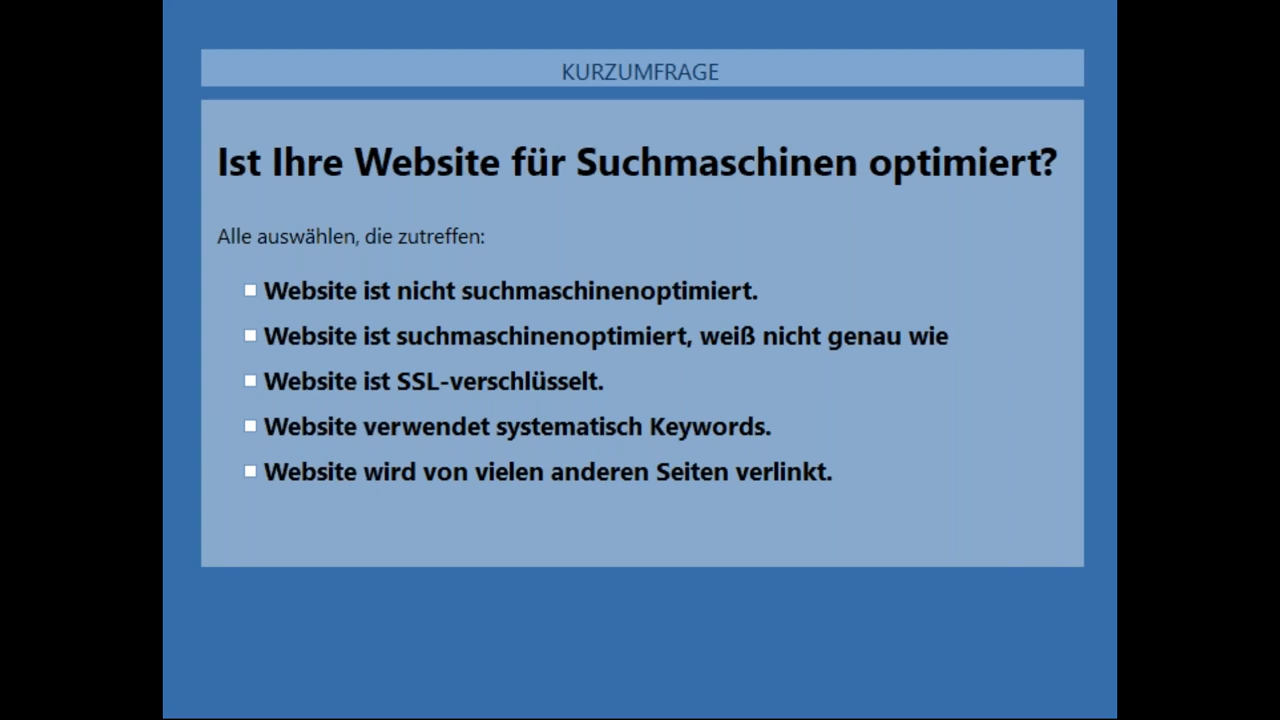 KURZUMFRAGE
Ist Ihre Website für Suchmaschinen optimiert?
Alle auswählen, die zutreffen:
Website ist nicht suchmaschinenoptimiert.
Website ist suchmaschinenoptimiert, weiß nicht genau wie
Website ist SSL-verschlüsselt.
Website verwendet systematisch Keywords.
Website wird von vielen anderen Seiten verlinkt.